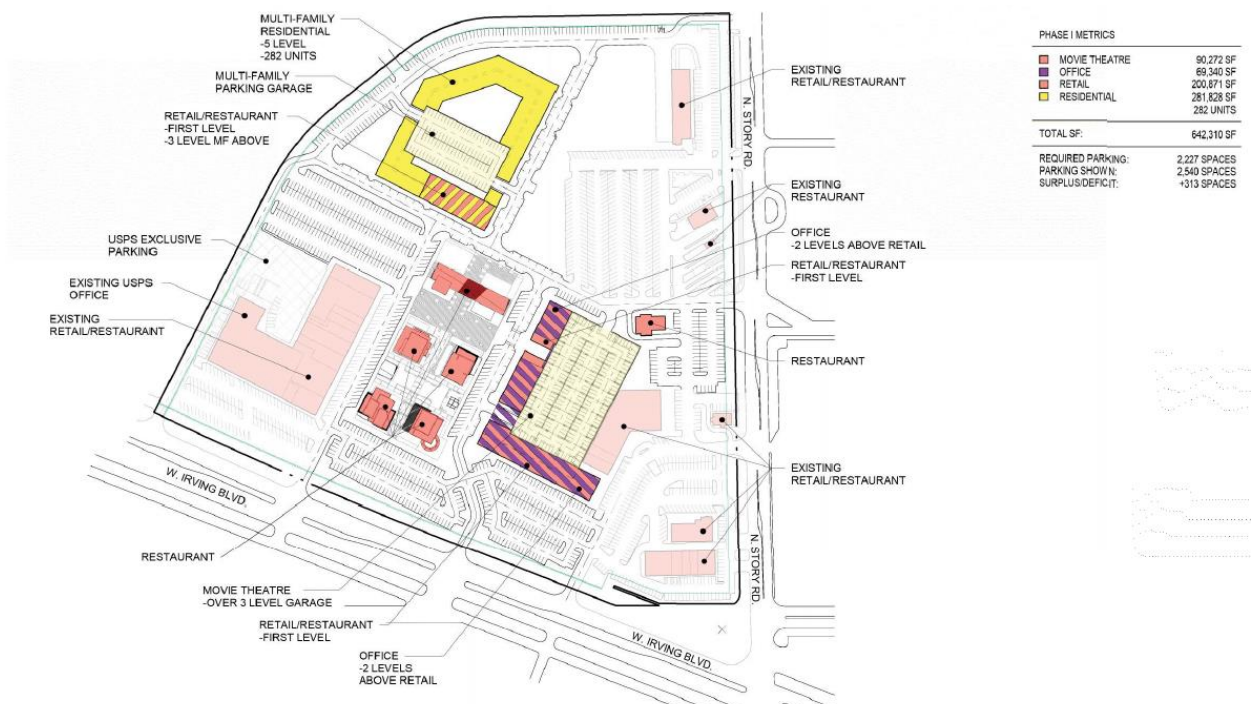 MULTI-FAMILY
RESIDENTIAL
-5 LEVEL
-282 UNITS
MULTI-FAMILY
PARKING GARAGE
RETAIL/RESTAURANT
-FIRST LEVEL
-3 LEVEL MF ABOVE
USPS EXCLUSIVE
PARKING
EXISTING USPS
OFFICE
EXISTING
RETAIL/RESTAURANT
W. IRVING BLVD.
RESTAURANT
MOVIE THEATRE
-OVER 3 LEVEL GARAGE
RETAIL/RESTAURANT
-FIRST LEVEL
OFFICE
-2 LEVELS
ABOVE RETAIL
W. IRVING BLVD.
N. STORY RD.
EXISTING
RETAIL/RESTAURANT
EXISTING
RESTAURANT
OFFICE
-2 LEVELS ABOVE RETAIL
RETAIL/RESTAURANT
-FIRST LEVEL
RESTAURANT
EXISTING
RETAIL/RESTAURANT
N. STORY RD.
PHASE I METRICS
MOVIE THEATRE 90,272 SF
OFFICE 69,340 SF
RETAIL 200,871 SF
RESIDENTIAL 281,828 SF
282 UNITS
TOTAL SF: 642,310 SF
REQUIRED PARKING: 2,227 SPACES
PARKING SHOWN: 2,540 SPACES
SURPLUS/DEFICIT: +313 SPACES